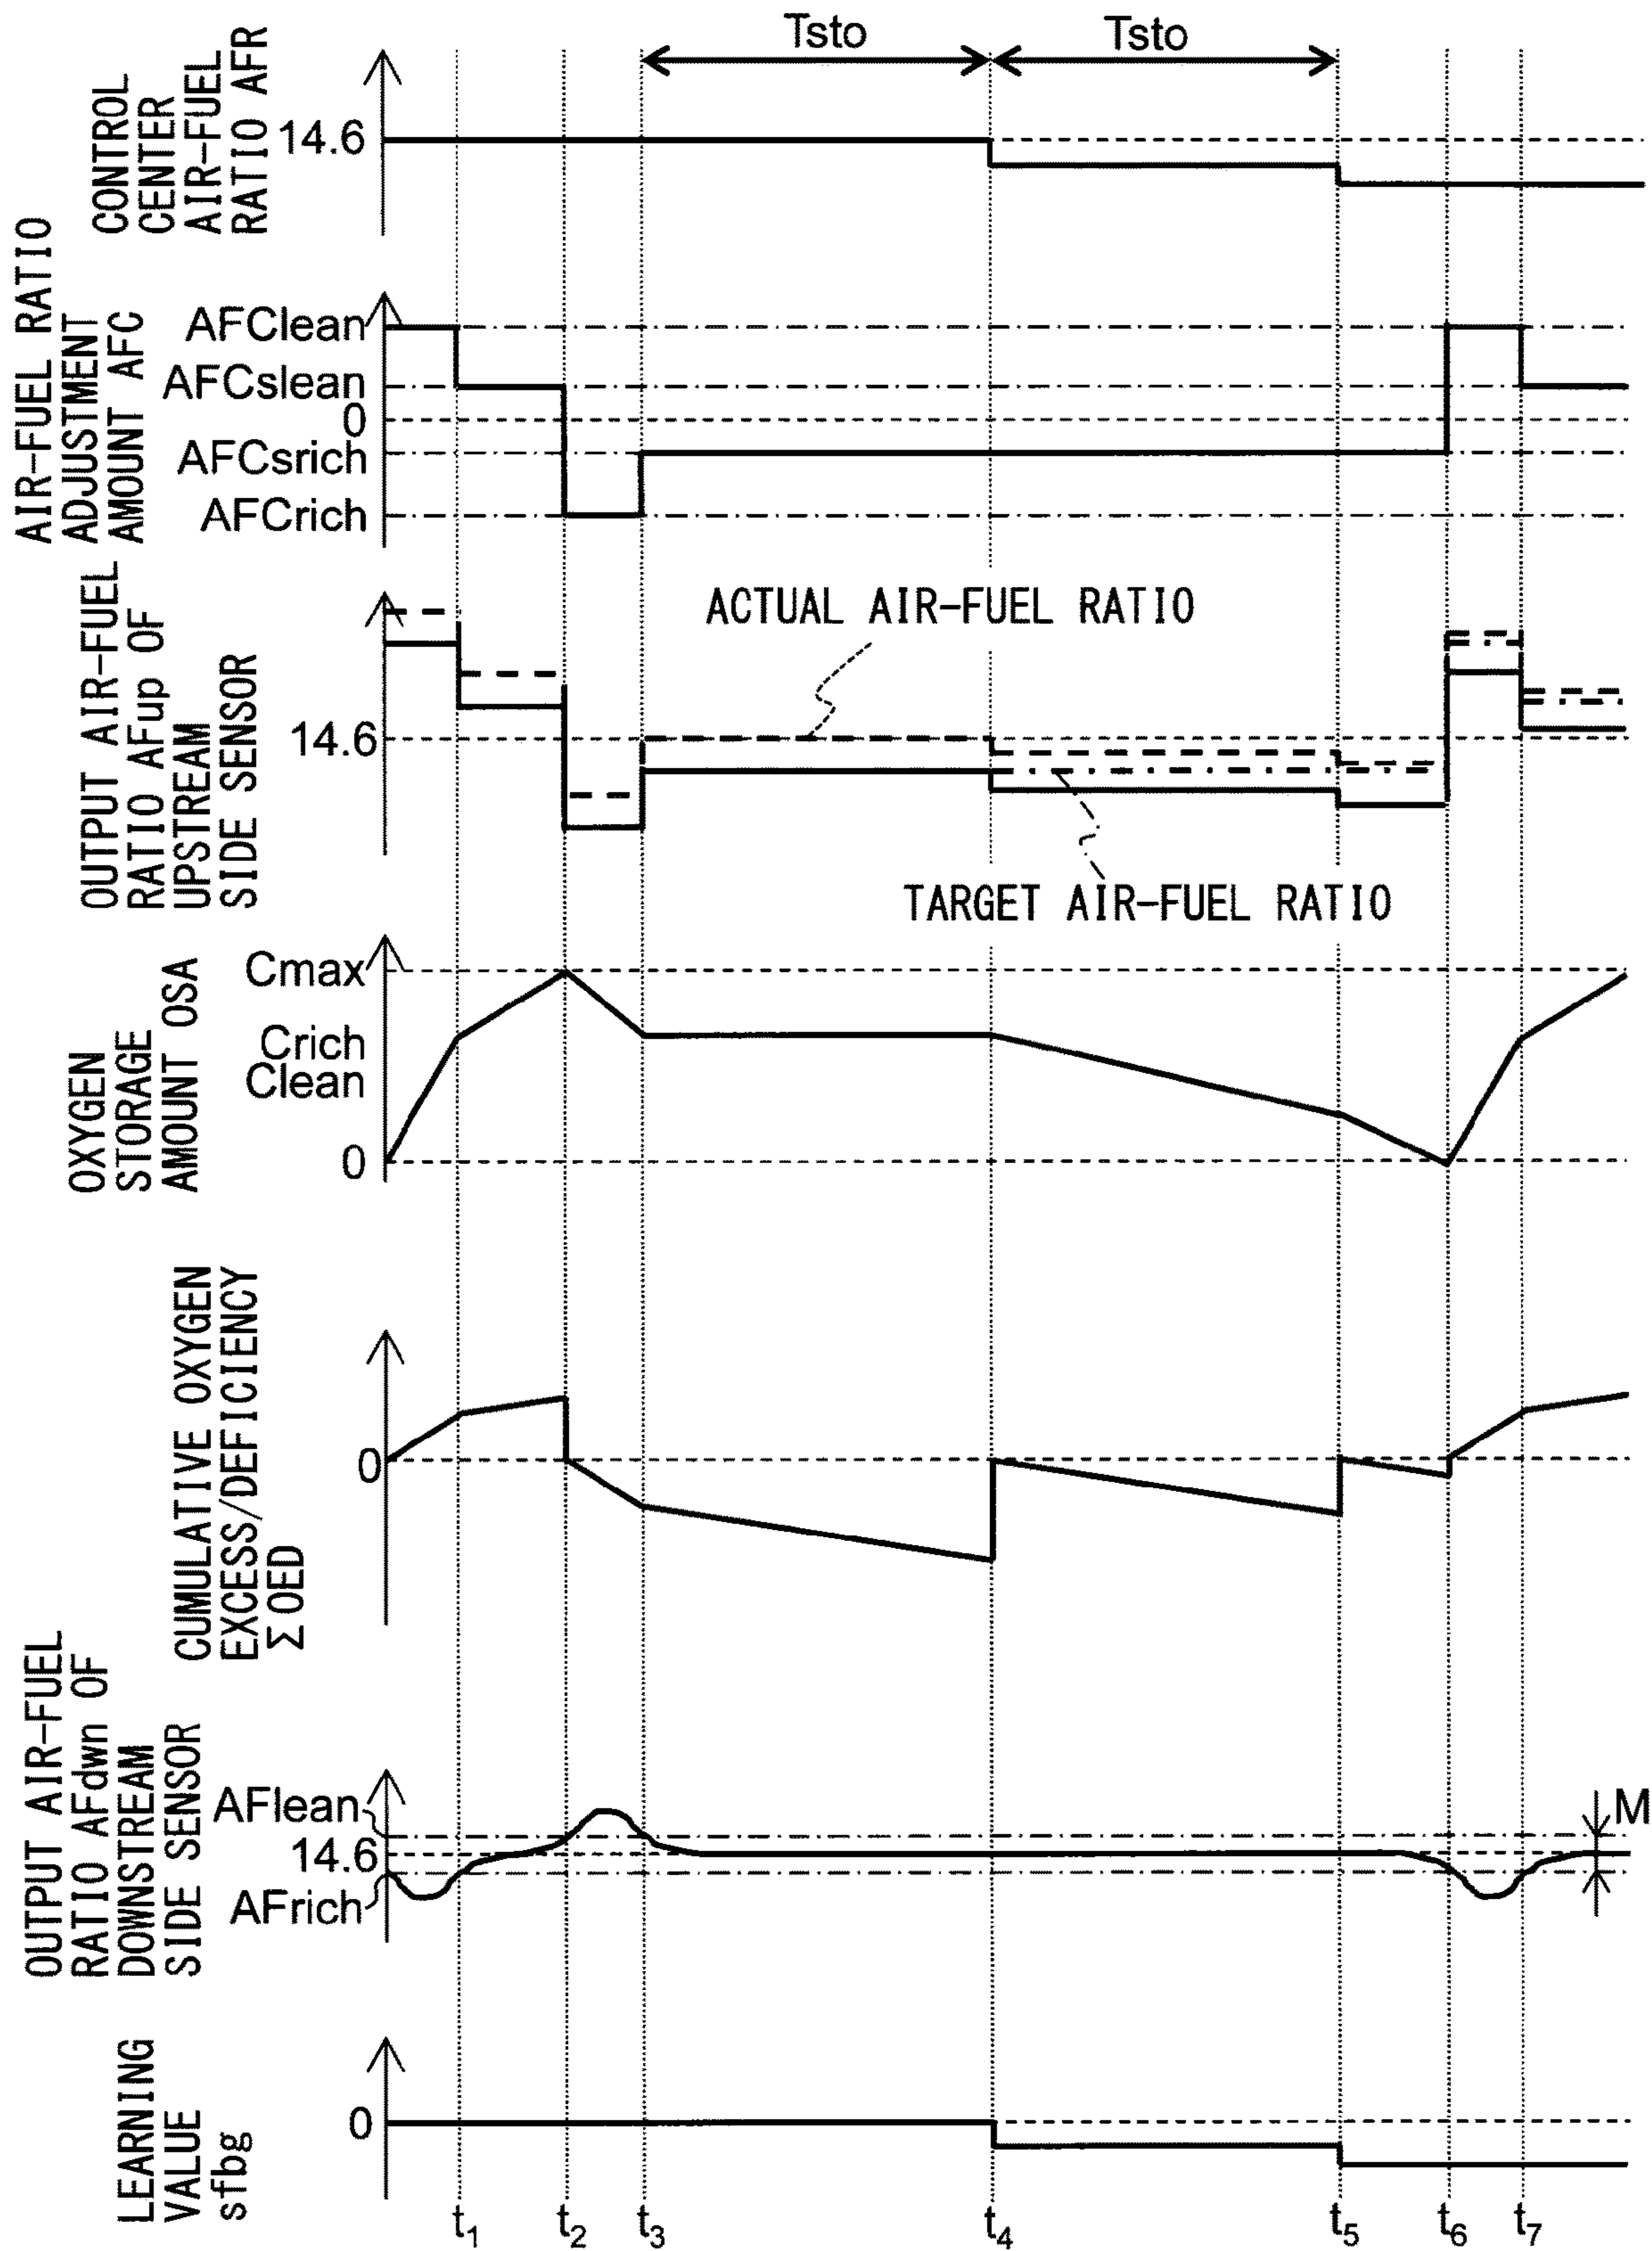 Tsto
Tsto
CONTROL
CENTER
AIR-FUEL
RATIO AFR
14.6
AIR-FUEL RATIO
ADJUSTMENT
AMOUNT AFC
AFClean
AFCslean
0
AFCsrich
AFCrich
OUTPUT AIR-FUEL
RATIO AFup OF
UPSTREAM
SIDE SENSOR
14.6
ACTUAL AIR-FUEL RATIO
TARGET AIR-FUEL RATIO
OXYGEN
STORAGE
AMOUNT OSA
Cmax
Crich
Clean
0
CUMULATIVE OXYGEN
EXCESS/DEFICIENCY
Σ OED
0
OUTPUT AIR-FUEL
RATIO AFdwn OF
DOWNSTREAM
SIDE SENSOR
AFlean
14.6
AFrich
M
LEARNING
VALUE
sfbg
0
t1 t2 t3 t4 t5 t6 t7